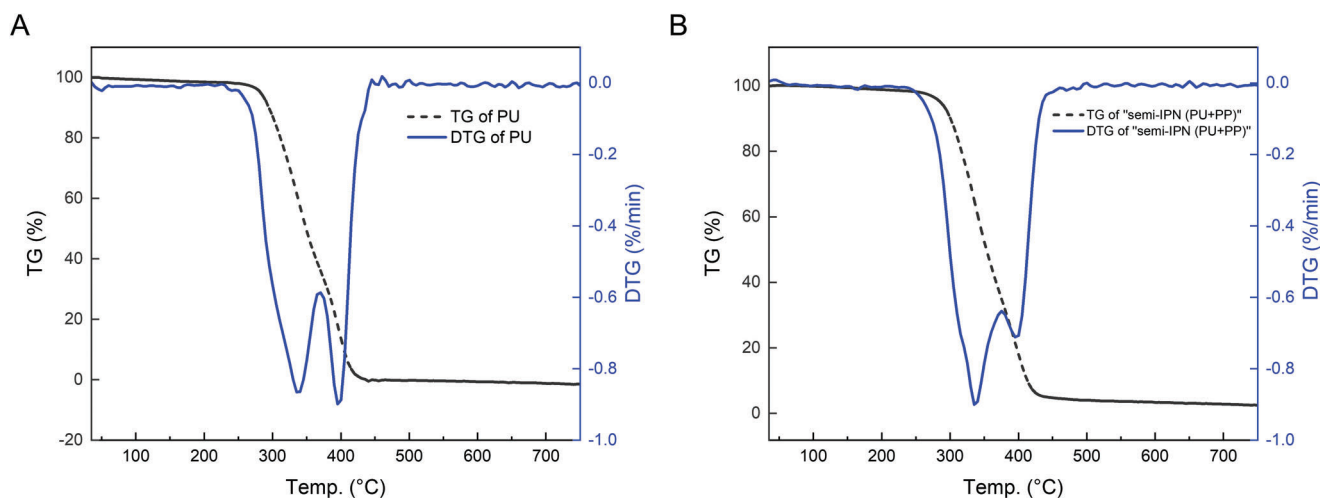 A
TG (%)
100
80
60
40
20
0
-20
TG of PU
DTG of PU
0.0
-0.2
-0.4
-0.6
-0.8
-1.0
DTG (%/min)
100 200 300 400 500 600 700
Temp. (°C)
B
TG (%)
100
80
60
40
20
0
TG of "semi-IPN (PU+PP)"
DTG of "semi-IPN (PU+PP)"
0.0
-0.2
-0.4
-0.6
-0.8
-1.0
DTG (%/min)
100 200 300 400 500 600 700
Temp. (°C)